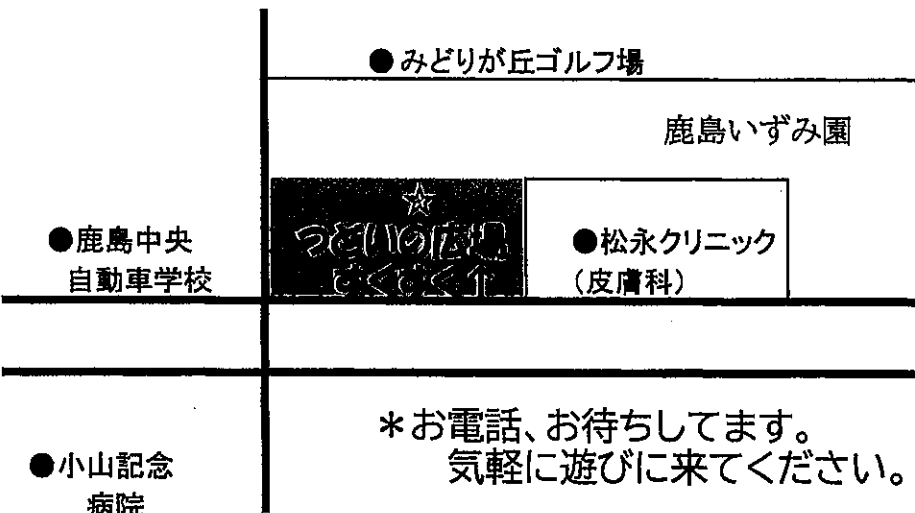 ●みどりが丘ゴルフ場
鹿島いずみ園
☆
つどいの広場
すくすく↑
●鹿島中央
自動車学校
●松永クリニック
（皮膚科）
＊お電話、お待ちしてます。
気軽に遊びに来てください。
●小山記念
病院